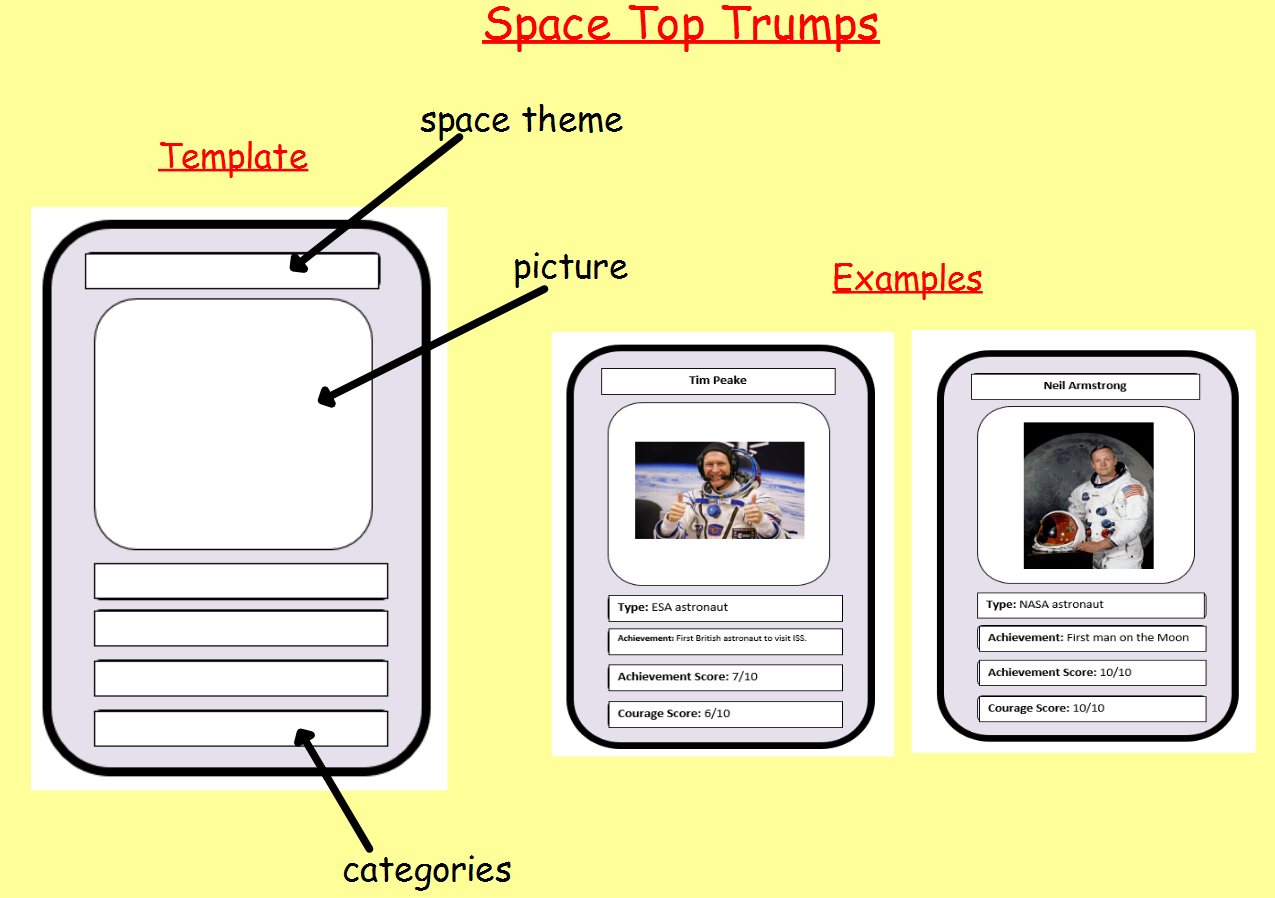 Space Top Trumps
space theme
Template
picture
Examples
Tim Peake
Type: ESA astronaut
Achievement: First British astronaut to visit ISS.
Achievement Score: 7/10
Courage Score: 6/10
Neil Armstrong
Type: NASA astronaut
Achievement: First man on the Moon
Achievement Score: 10/10
Courage Score: 10/10
categories